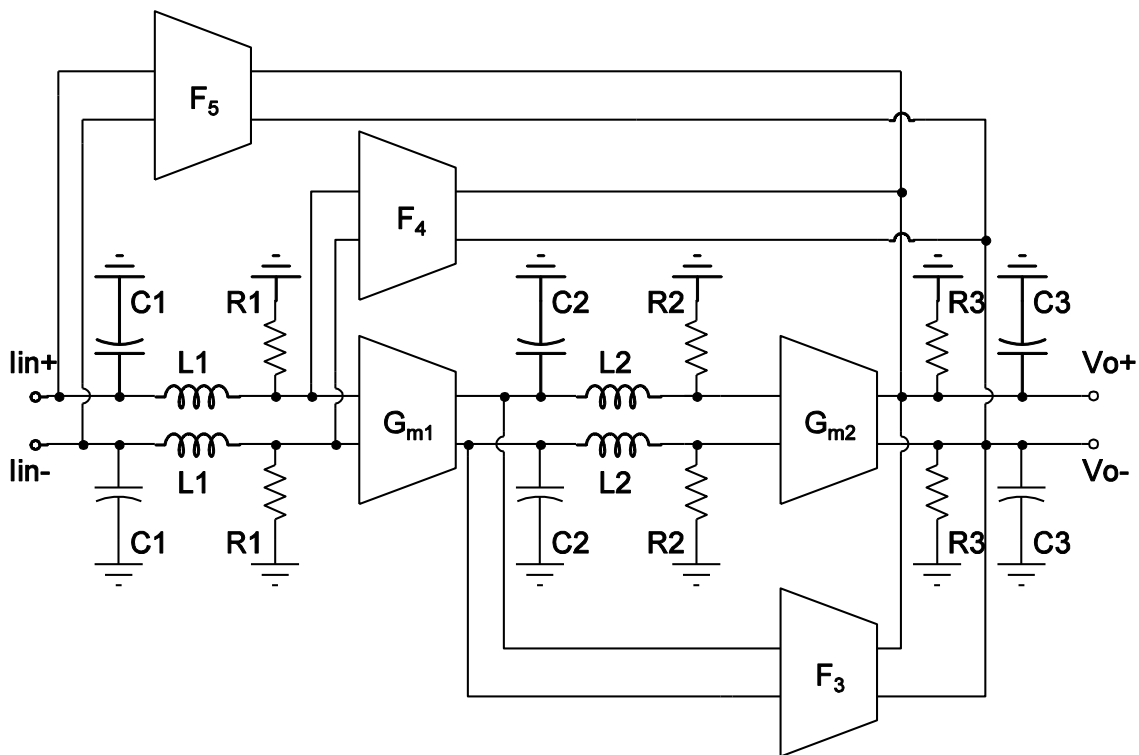 F5
F4
C1 R1 C2 R2 R3 C3
Iin+ L1 L2 Vo+
Gm1 Gm2
Iin- L1 L2 Vo-
C1 R1 C2 R2 R3 C3
F3